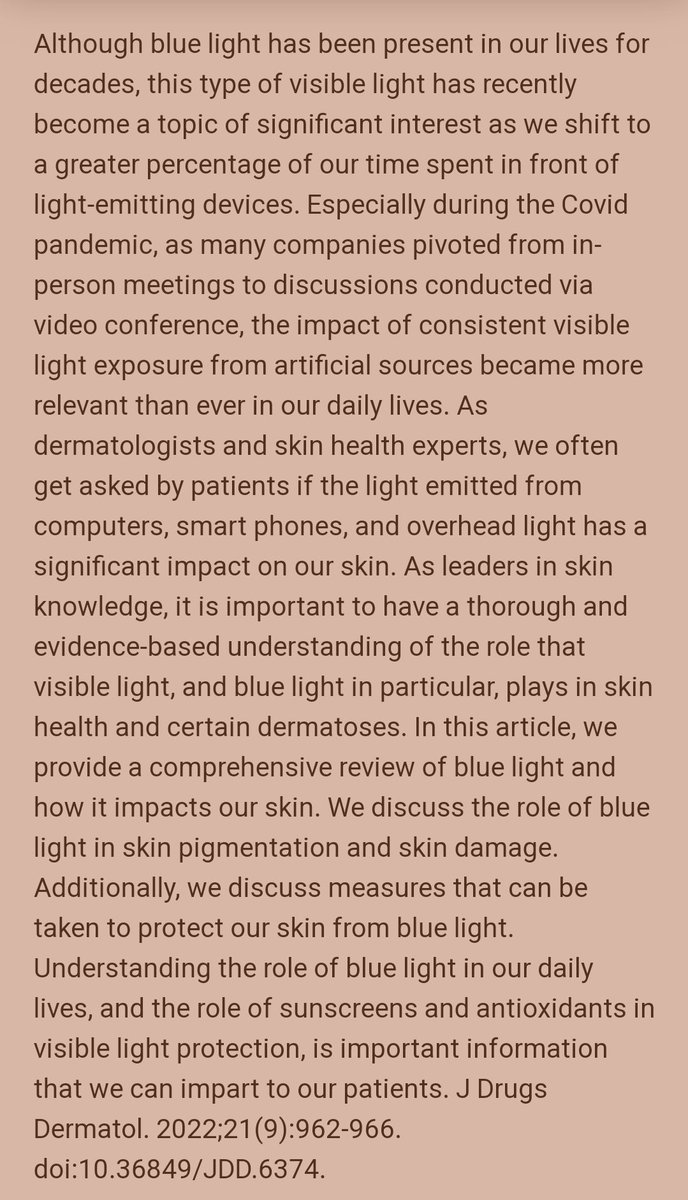 Although blue light has been present in our lives for
decades, this type of visible light has recently
become a topic of significant interest as we shift to
a greater percentage of our time spent in front of
light-emitting devices. Especially during the Covid
pandemic, as many companies pivoted from in-
person meetings to discussions conducted via
video conference, the impact of consistent visible
light exposure from artificial sources became more
relevant than ever in our daily lives. As
dermatologists and skin health experts, we often
get asked by patients if the light emitted from
computers, smart phones, and overhead light has a
significant impact on our skin. As leaders in skin
knowledge, it is important to have a thorough and
evidence-based understanding of the role that
visible light, and blue light in particular, plays in skin
health and certain dermatoses. In this article, we
provide a comprehensive review of blue light and
how it impacts our skin. We discuss the role of blue
light in skin pigmentation and skin damage.
Additionally, we discuss measures that can be
taken to protect our skin from blue light.
Understanding the role of blue light in our daily
lives, and the role of sunscreens and antioxidants in
visible light protection, is important information
that we can impart to our patients. J Drugs
Dermatol. 2022;21(9):962-966.
doi:10.36849/JDD.6374.